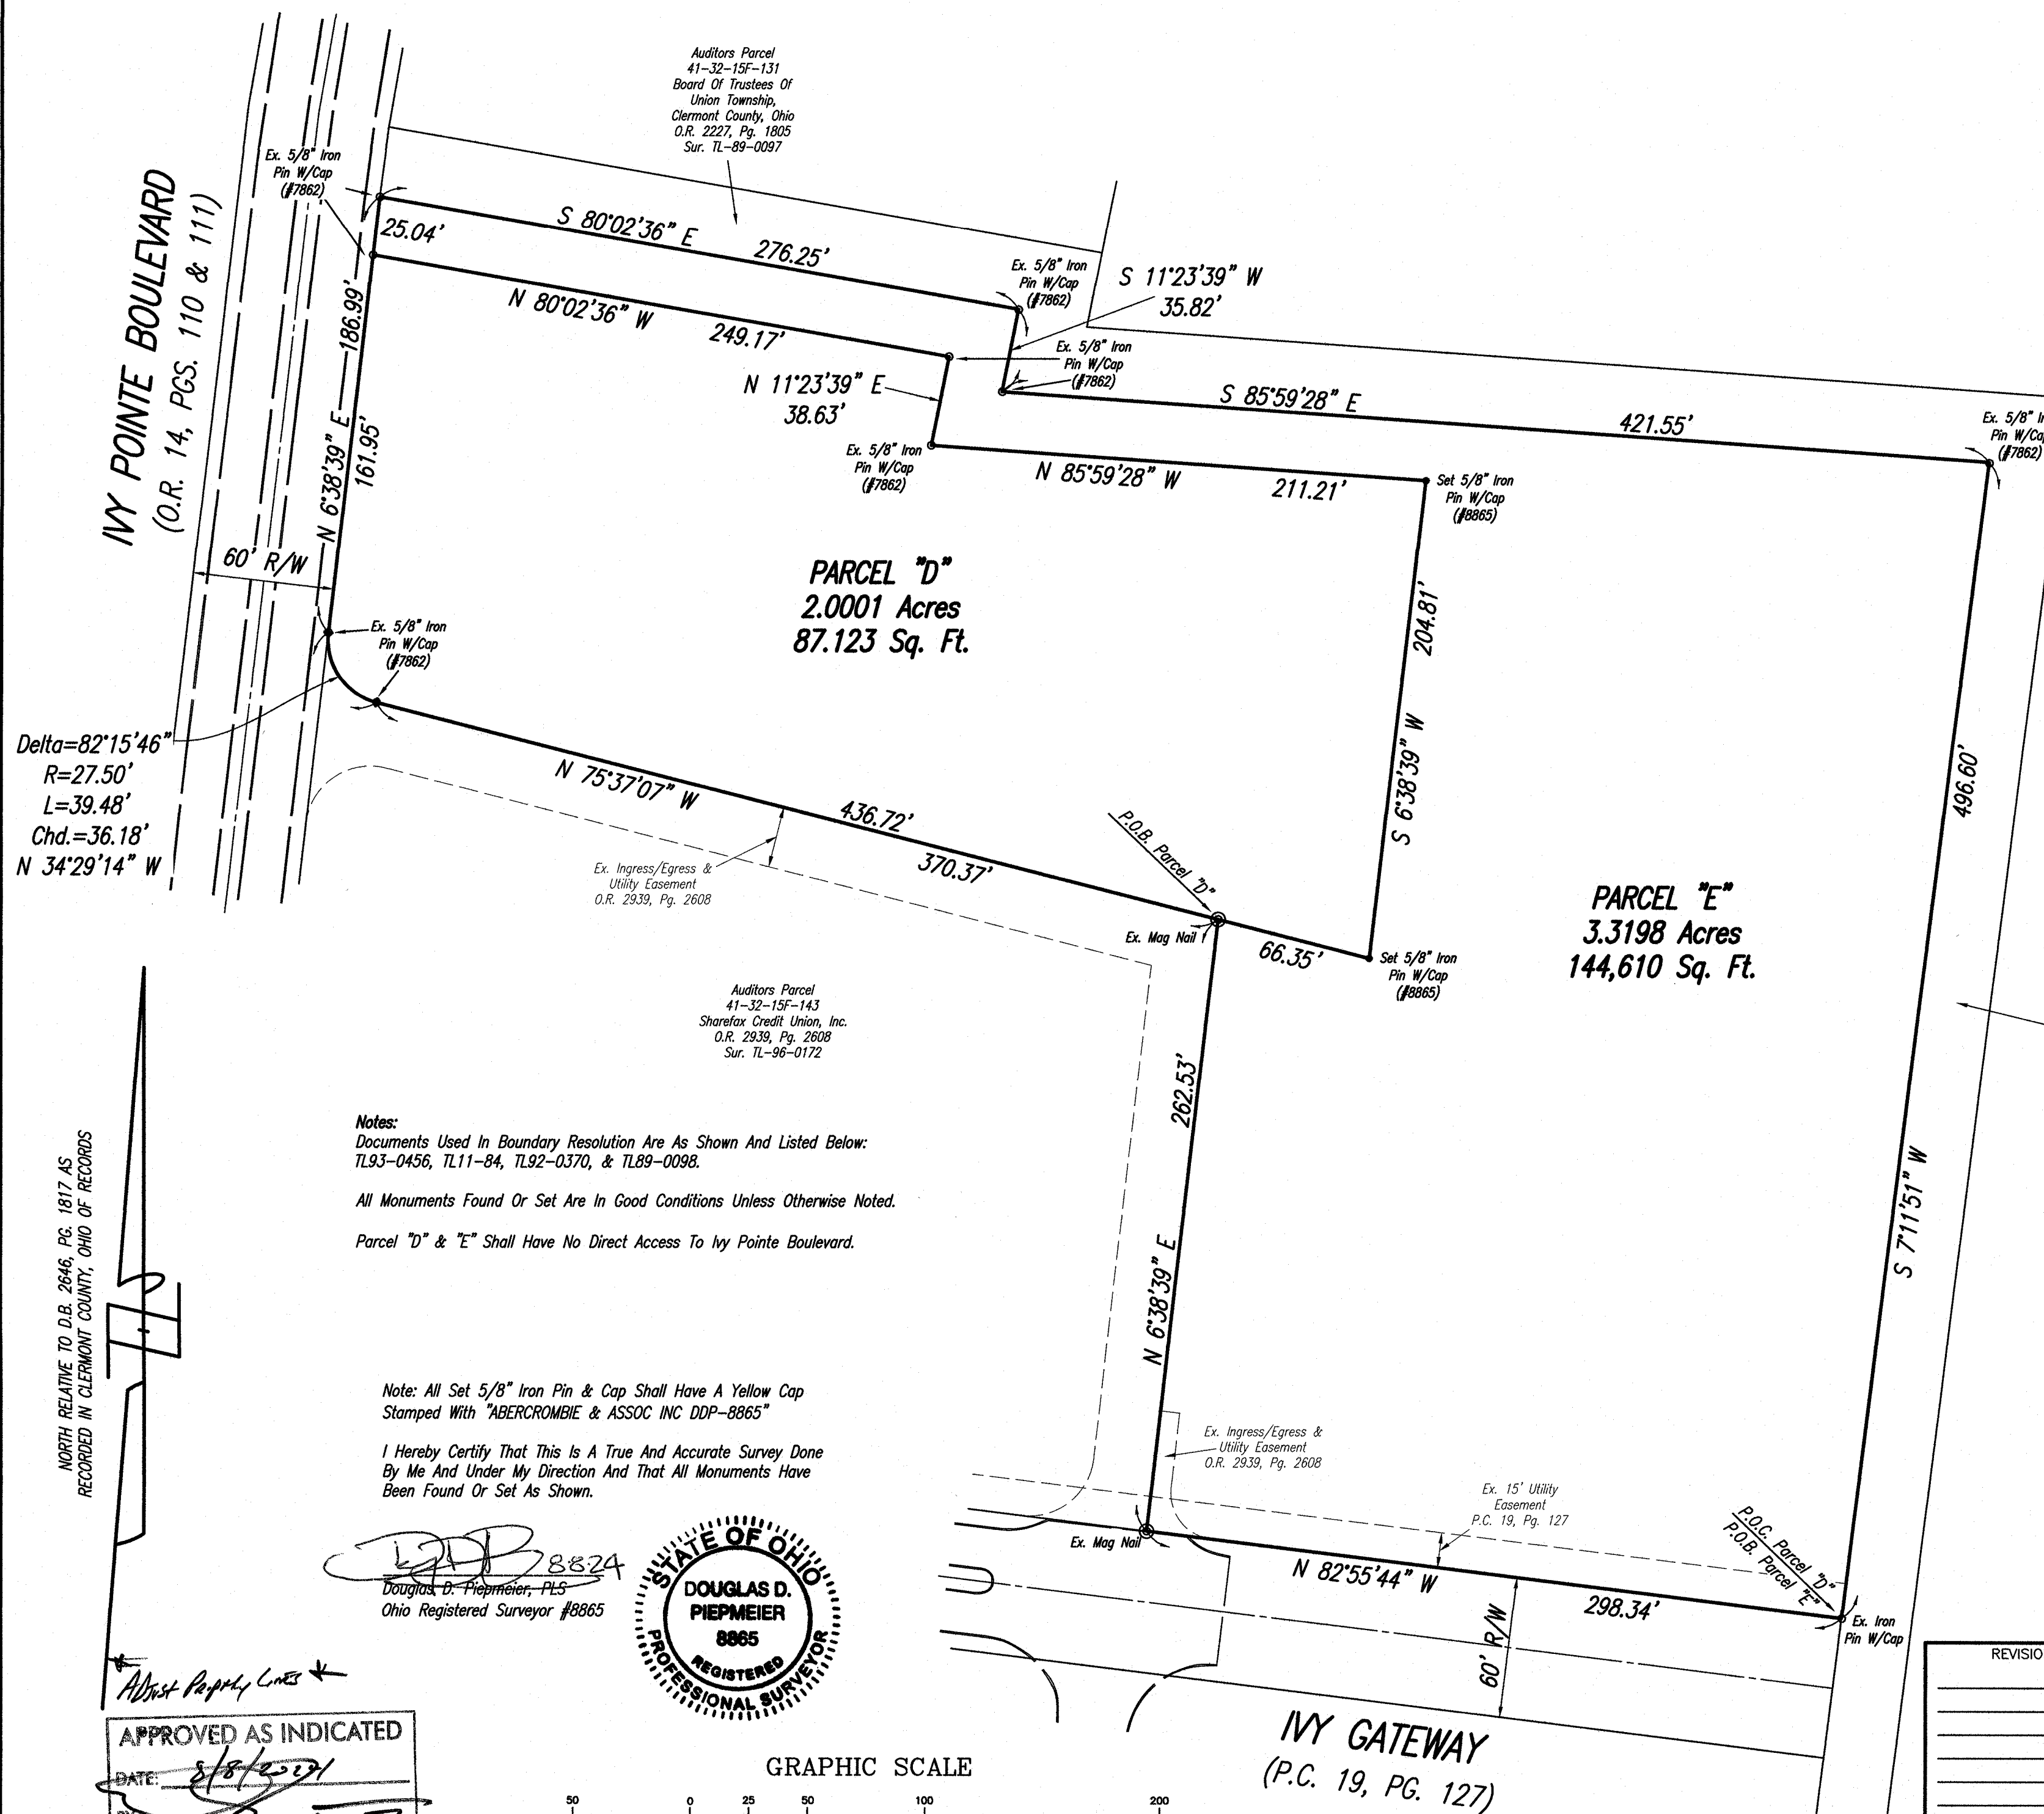 Auditors Parcel
41-32-15F-131
Board Of Trustees Of
Union Township,
Clermont County, Ohio
O.R. 2227, Pg. 1805
Sur. TL-89-0097
IVY POINTE BOULEVARD
(O.R. 14, PGS. 110 & 111)
Ex. 5/8" Iron
Pin W/Cap
(#7862)
25.04'
S 80°02'36" E
276.25'
Ex. 5/8" Iron
Pin W/Cap
(#7862)
S 11°23'39" W
35.82'
N 80°02'36" W
249.17'
Ex. 5/8" Iron
Pin W/Cap
(#7862)
N 11°23'39" E
38.63'
S 85°59'28" E
421.55'
Ex. 5/8" Ir
Pin W/Ca
(#7862)
Ex. 5/8" Iron
Pin W/Cap
(#7862)
N 85°59'28" W
211.21'
Set 5/8" Iron
Pin W/Cap
(#8865)
N 6°38'39" E
186.99'
161.95'
60' R/W
PARCEL "D"
2.0001 Acres
87.123 Sq. Ft.
204.81'
S 6°38'39" W
Ex. 5/8" Iron
Pin W/Cap
(#7862)
Delta=82°15'46"
R=27.50'
L=39.48'
Chd.=36.18'
N 34°29'14" W
N 75°37'07" W
436.72'
370.37'
Ex. Ingress/Egress &
Utility Easement
O.R. 2939, Pg. 2608
P.O.B. Parcel "D"
Ex. Mag Nail
66.35'
Set 5/8" Iron
Pin W/Cap
(#8865)
PARCEL "E"
3.3198 Acres
144,610 Sq. Ft.
496.60'
S 7°11'51" W
Auditors Parcel
41-32-15F-143
Sharefax Credit Union, Inc.
O.R. 2939, Pg. 2608
Sur. TL-96-0172
262.53'
N 6°38'39" E
NORTH RELATIVE TO D.B. 2646, PG. 1817 AS
RECORDED IN CLERMONT COUNTY, OHIO OF RECORDS
N
Notes:
Documents Used In Boundary Resolution Are As Shown And Listed Below:
TL93-0456, TL11-84, TL92-0370, & TL89-0098.
All Monuments Found Or Set Are In Good Conditions Unless Otherwise Noted.
Parcel "D" & "E" Shall Have No Direct Access To Ivy Pointe Boulevard.
Note: All Set 5/8" Iron Pin & Cap Shall Have A Yellow Cap
Stamped With "ABERCROMBIE & ASSOC INC DDP-8865"
I Hereby Certify That This Is A True And Accurate Survey Done
By Me And Under My Direction And That All Monuments Have
Been Found Or Set As Shown.
8824
Douglas D. Piepmeier, PLS
Ohio Registered Surveyor #8865
STATE OF OHIO
DOUGLAS D.
PIEPMEIER
8865
REGISTERED
PROFESSIONAL SURVEYOR
Ex. Ingress/Egress &
Utility Easement
O.R. 2939, Pg. 2608
Ex. 15' Utility
Easement
P.C. 19, Pg. 127
Ex. Mag Nail
N 82°55'44" W
298.34'
P.O.C. Parcel "D"
P.O.B. Parcel "E"
Ex. Iron
Pin W/Cap
60' R/W
IVY GATEWAY
(P.C. 19, PG. 127)
REVISIO
Adjust Property Lines
APPROVED AS INDICATED
DATE: 8/8/2024
GRAPHIC SCALE
50 0 25 50 100 200